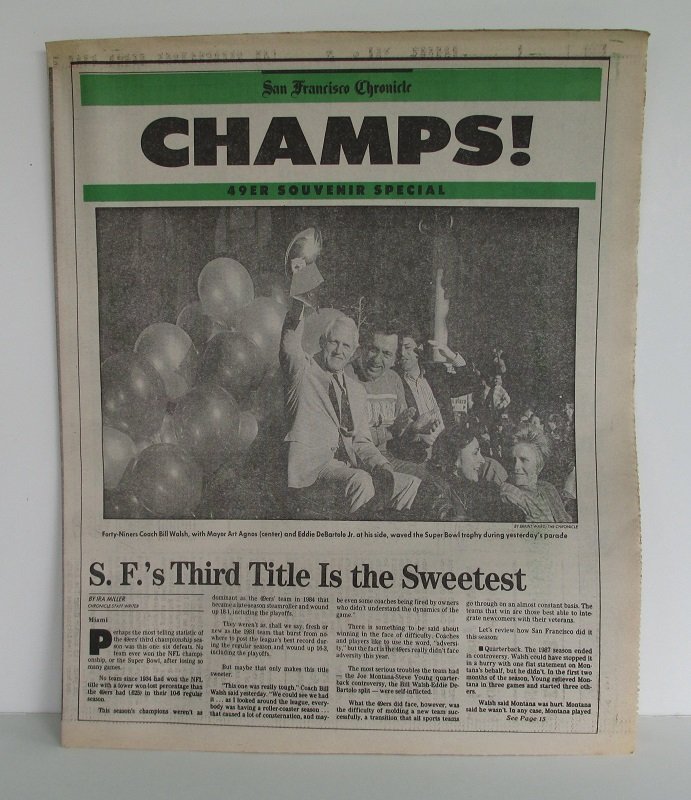 San Francisco Chronicle
CHAMPS!
49ER SOUVENIR SPECIAL
BY BRANT WARD/THE CHRONICLE
Forty-Niners Coach Bill Walsh, with Mayor Art Agnos (center) and Eddie DeBartolo Jr. at his side, waved the Super Bowl trophy during yesterday's parade
S. F.'s Third Title Is the Sweetest
BY IRA MILLER
CHRONICLE STAFF WRITER
Miami
Perhaps the most telling statistic of
the 49ers' third championship sea-
son was this one: six defeats. No
team ever won the NFL champi-
onship, or the Super Bowl, after losing so
many games.
No team since 1934 had won the NFL
title with a lower won-lost percentage than
the 49ers had (.625) in their 10-6 regular
season.
This season's champions weren't as
dominant as the 49ers' team in 1984 that
became a late-season steamroller and wound
up 18-1, including the playoffs.
They weren't as, shall we say, fresh or
new as the 1981 team that burst from no-
where to post the league's best record dur-
ing the regular season and wound up 16-3,
including the playoffs.
But maybe that only makes this title
sweeter.
"This one was really tough," Coach Bill
Walsh said yesterday. "We could see we had
it . . . as I looked around the league, every-
body was having a roller-coaster season . . .
that caused a lot of consternation, and may-
be even some coaches being fired by owners
who didn't understand the dynamics of the
game."
There is something to be said about
winning in the face of difficulty. Coaches
and players like to use the word, "adversi-
ty," but the fact is the 49ers really didn't face
adversity this year.
The most serious troubles the team had
— the Joe Montana-Steve Young quarter-
back controversy, the Bill Walsh-Eddie De-
Bartolo split — were self-inflicted.
What the 49ers did face, however, was
the difficulty of molding a new team suc-
cessfully, a transition that all sports teams
go through on an almost constant basis. The
teams that win are those best able to inte-
grate newcomers with their veterans.
Let's review how San Francisco did it
this season:
■ Quarterback. The 1987 season ended
in controversy. Walsh could have stopped it
in a hurry with one flat statement on Mon-
tana's behalf, but he didn't. In the first two
months of the season, Young relieved Mon-
tana in three games and started three oth-
ers.
Walsh said Montana was hurt. Montana
said he wasn't. In any case, Montana played
See Page 15